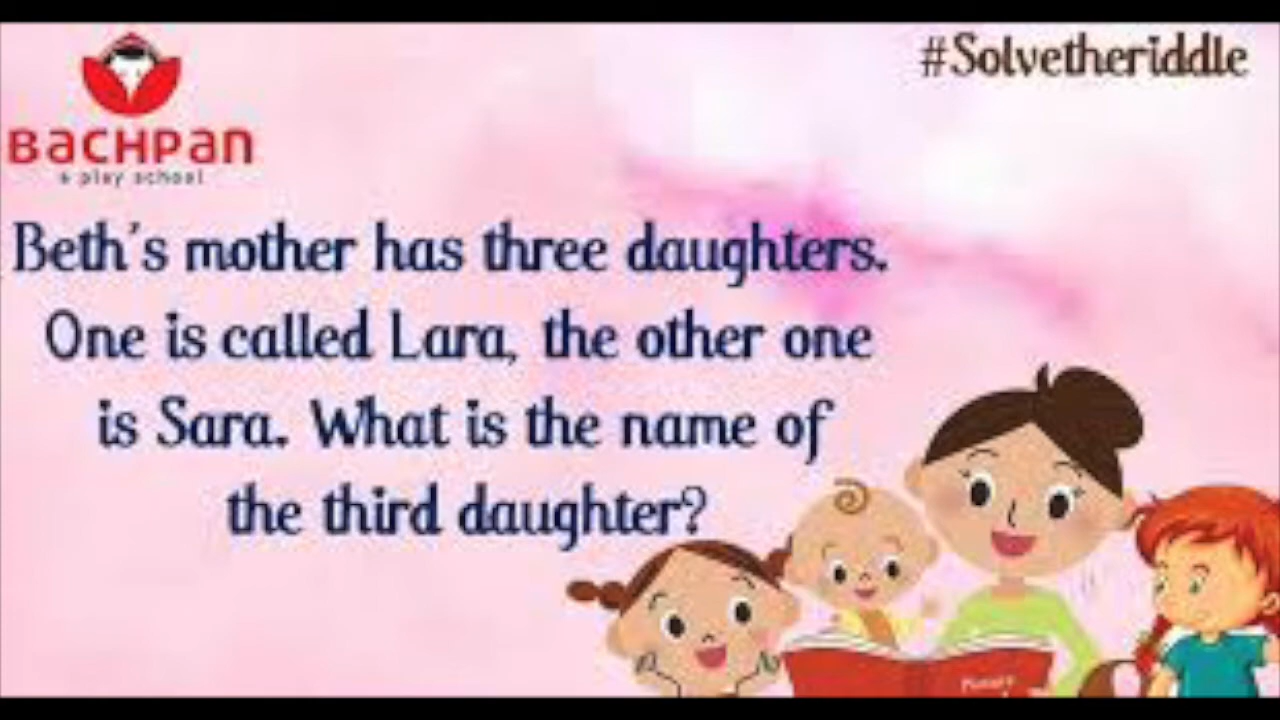 #Solvetheriddle
BaCHPan
a play school
Beth's mother has three daughters.
One is called Lara, the other one
is Sara. What is the name of
the third daughter?